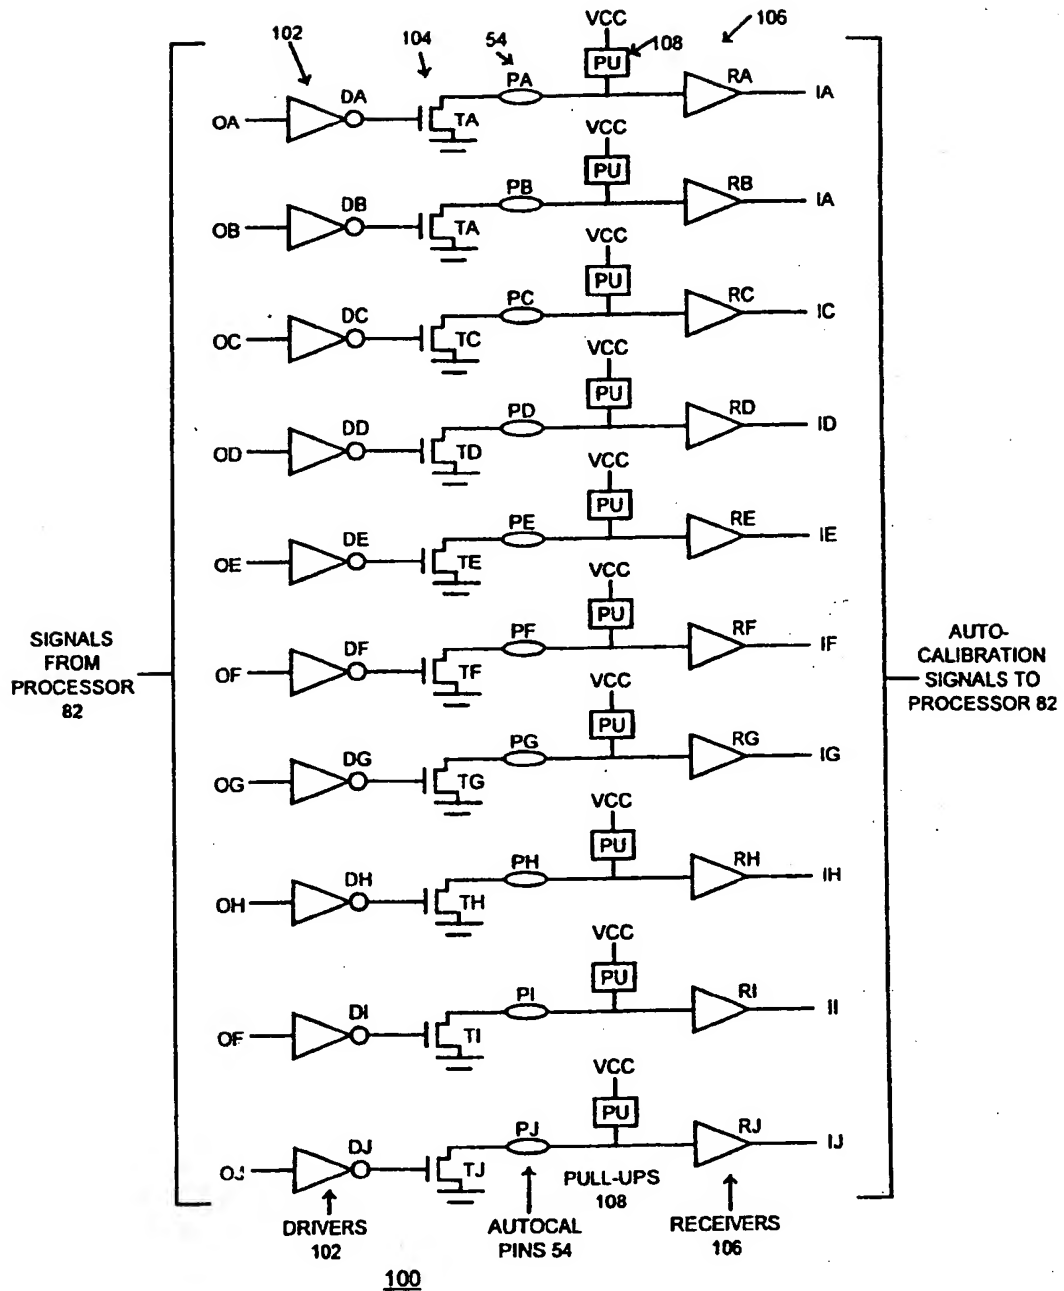 102
104
54
VCC
108
106
PU
DA
PA
RA
OA
TA
IA
VCC
PU
DB
PB
RB
OB
TA
IA
VCC
PU
DC
PC
RC
OC
TC
IC
VCC
PU
DD
PD
RD
OD
TD
ID
VCC
PU
DE
PE
RE
OE
TE
IE
VCC
PU
DF
PF
RF
OF
TF
IF
SIGNALS
FROM
PROCESSOR
82
AUTO-
CALIBRATION
SIGNALS TO
PROCESSOR 82
VCC
PU
DG
PG
RG
OG
TG
IG
VCC
PU
DH
PH
RH
OH
TH
IH
VCC
PU
DI
PI
RI
OF
TI
II
VCC
PU
DJ
PJ
RJ
OJ
TJ
IJ
DRIVERS
102
AUTOCAL
PINS 54
PULL-UPS
108
RECEIVERS
106
100